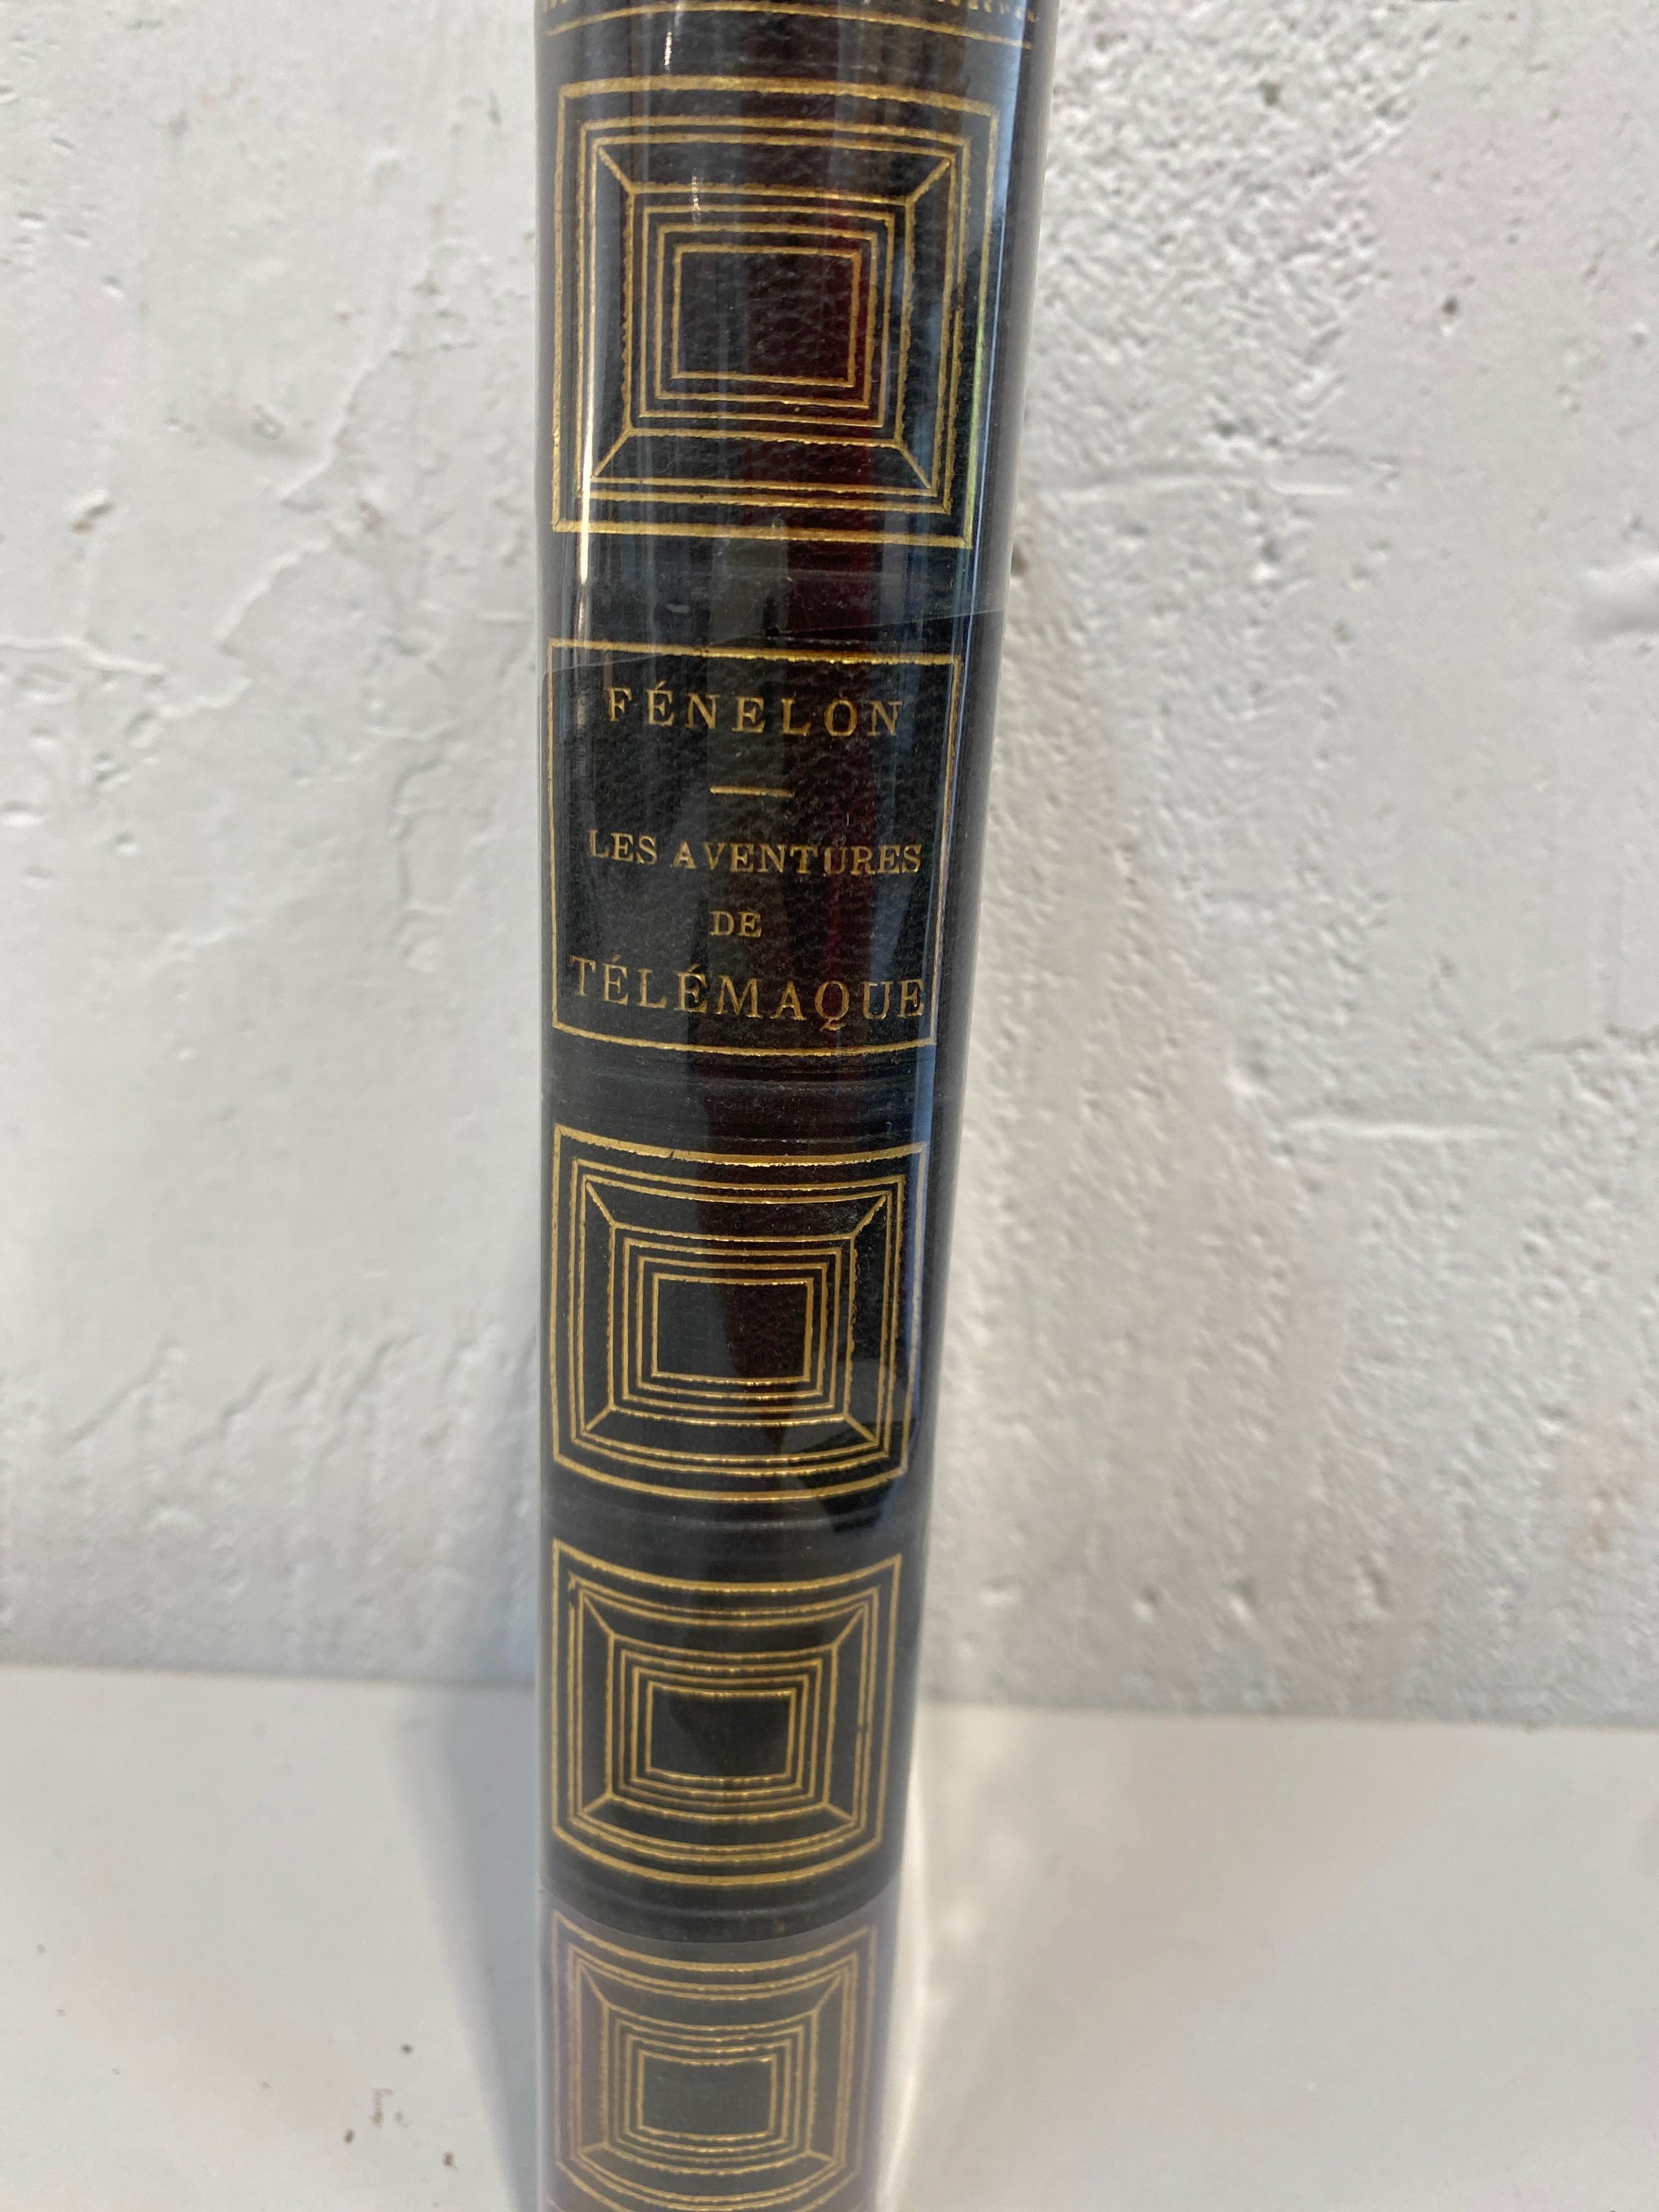 FÉNELON
LES AVENTURES
DE
TÉLÉMAQUE